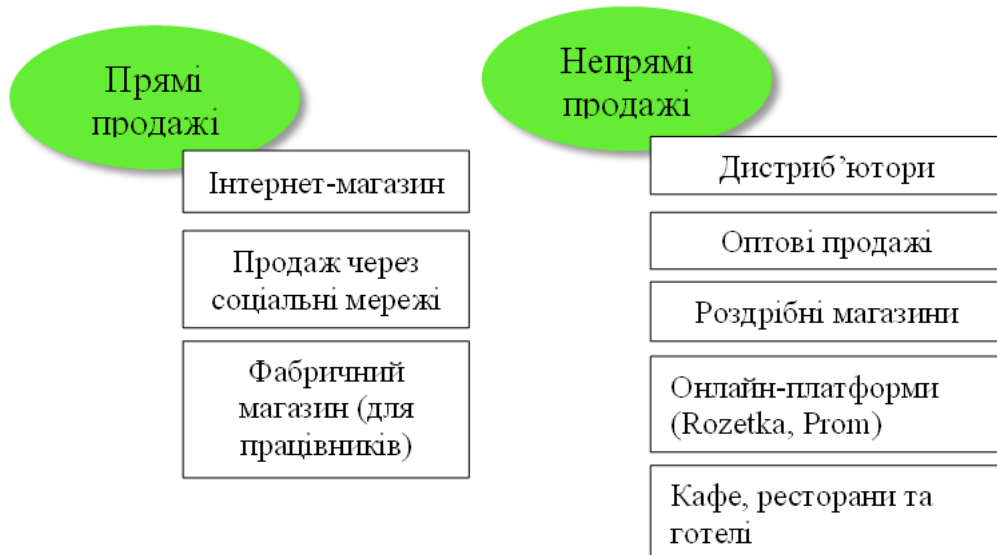 Прямі
продажі
Інтернет-магазин
Продаж через
соціальні мережі
Фабричний
магазин (для
працівників)
Непрямі
продажі
Дистриб’ютори
Оптові продажі
Роздрібні магазини
Онлайн-платформи
(Rozetka, Prom)
Кафе, ресторани та
готелі